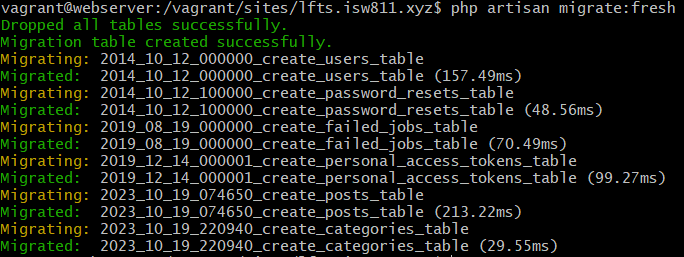 vagrant@webserver:/vagrant/sites/lfts.isw811.xyz$ php artisan migrate:fresh
Dropped all tables successfully.
Migration table created successfully.
Migrating: 2014_10_12_000000_create_users_table
Migrated:  2014_10_12_000000_create_users_table (157.49ms)
Migrating: 2014_10_12_100000_create_password_resets_table
Migrated:  2014_10_12_100000_create_password_resets_table (48.56ms)
Migrating: 2019_08_19_000000_create_failed_jobs_table
Migrated:  2019_08_19_000000_create_failed_jobs_table (70.49ms)
Migrating: 2019_12_14_000001_create_personal_access_tokens_table
Migrated:  2019_12_14_000001_create_personal_access_tokens_table (99.27ms)
Migrating: 2023_10_19_074650_create_posts_table
Migrated:  2023_10_19_074650_create_posts_table (213.22ms)
Migrating: 2023_10_19_220940_create_categories_table
Migrated:  2023_10_19_220940_create_categories_table (29.55ms)